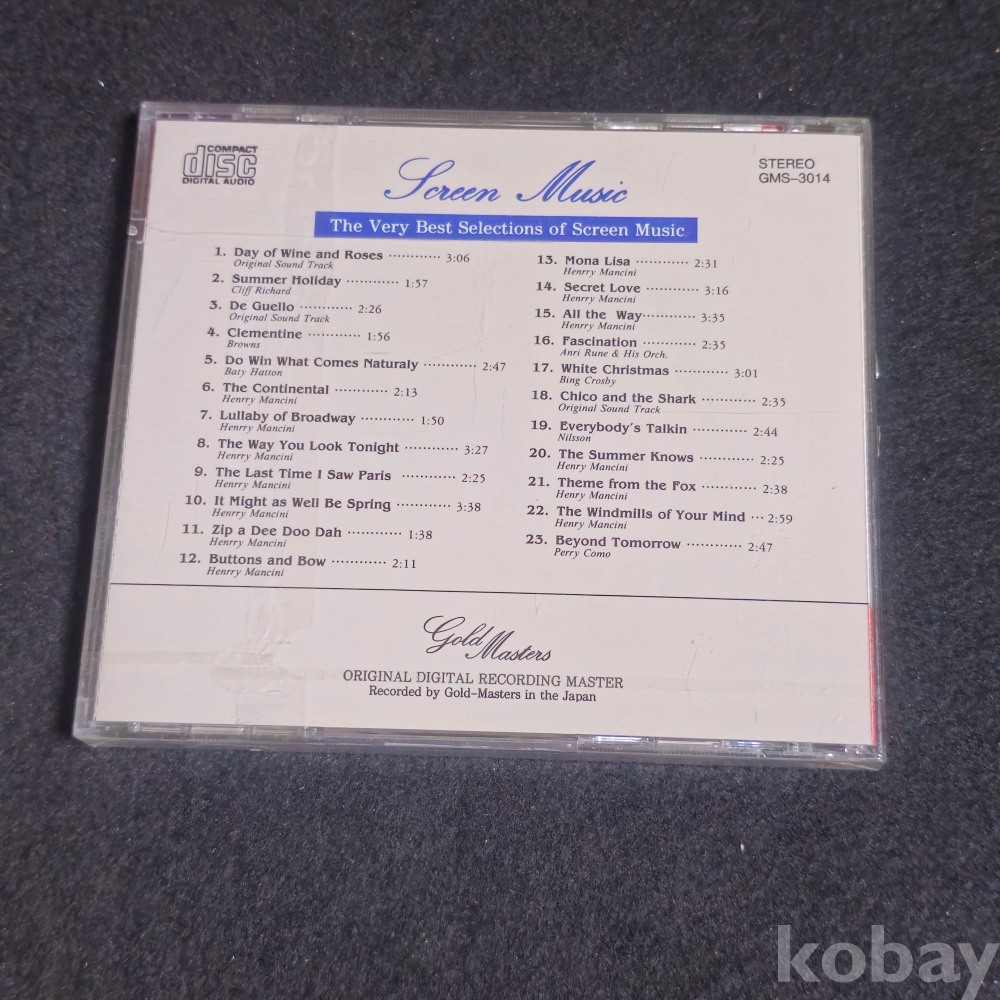 COMPACT
disc
DIGITAL AUDIO
Screen Music
STEREO
GMS-3014
The Very Best Selections of Screen Music
1. Day of Wine and Roses ············ 3:06
Original Sound Track
2. Summer Holiday ············ 1:57
Cliff Richard
3. De Guello ············ 2:26
Original Sound Track
4. Clementine ············ 1:56
Browns
5. Do Win What Comes Naturaly ············ 2:47
Baty Hatton
6. The Continental ············ 2:13
Henrry Mancini
7. Lullaby of Broadway ············ 1:50
Henrry Mancini
8. The Way You Look Tonight ············ 3:27
Henrry Mancini
9. The Last Time I Saw Paris ············ 2:25
Henrry Mancini
10. It Might as Well Be Spring ············ 3:38
Henrry Mancini
11. Zip a Dee Doo Dah ············ 1:38
Henrry Mancini
12. Buttons and Bow ············ 2:11
Henrry Mancini
13. Mona Lisa ············ 2:31
Henrry Mancini
14. Secret Love ············ 3:16
Henrry Mancini
15. All the Way············ 3:35
Henrry Mancini
16. Fascination ············ 2:35
Anri Rune & His Orch.
17. White Christmas ············ 3:01
Bing Crosby
18. Chico and the Shark ············ 2:35
Original Sound Track
19. Everybody's Talkin ············ 2:44
Nilsson
20. The Summer Knows ············ 2:25
Henry Mancini
21. Theme from the Fox ············ 2:38
Henry Mancini
22. The Windmills of Your Mind ··· 2:59
Henry Mancini
23. Beyond Tomorrow ············ 2:47
Perry Como
Gold Masters
ORIGINAL DIGITAL RECORDING MASTER
Recorded by Gold-Masters in the Japan
kobay